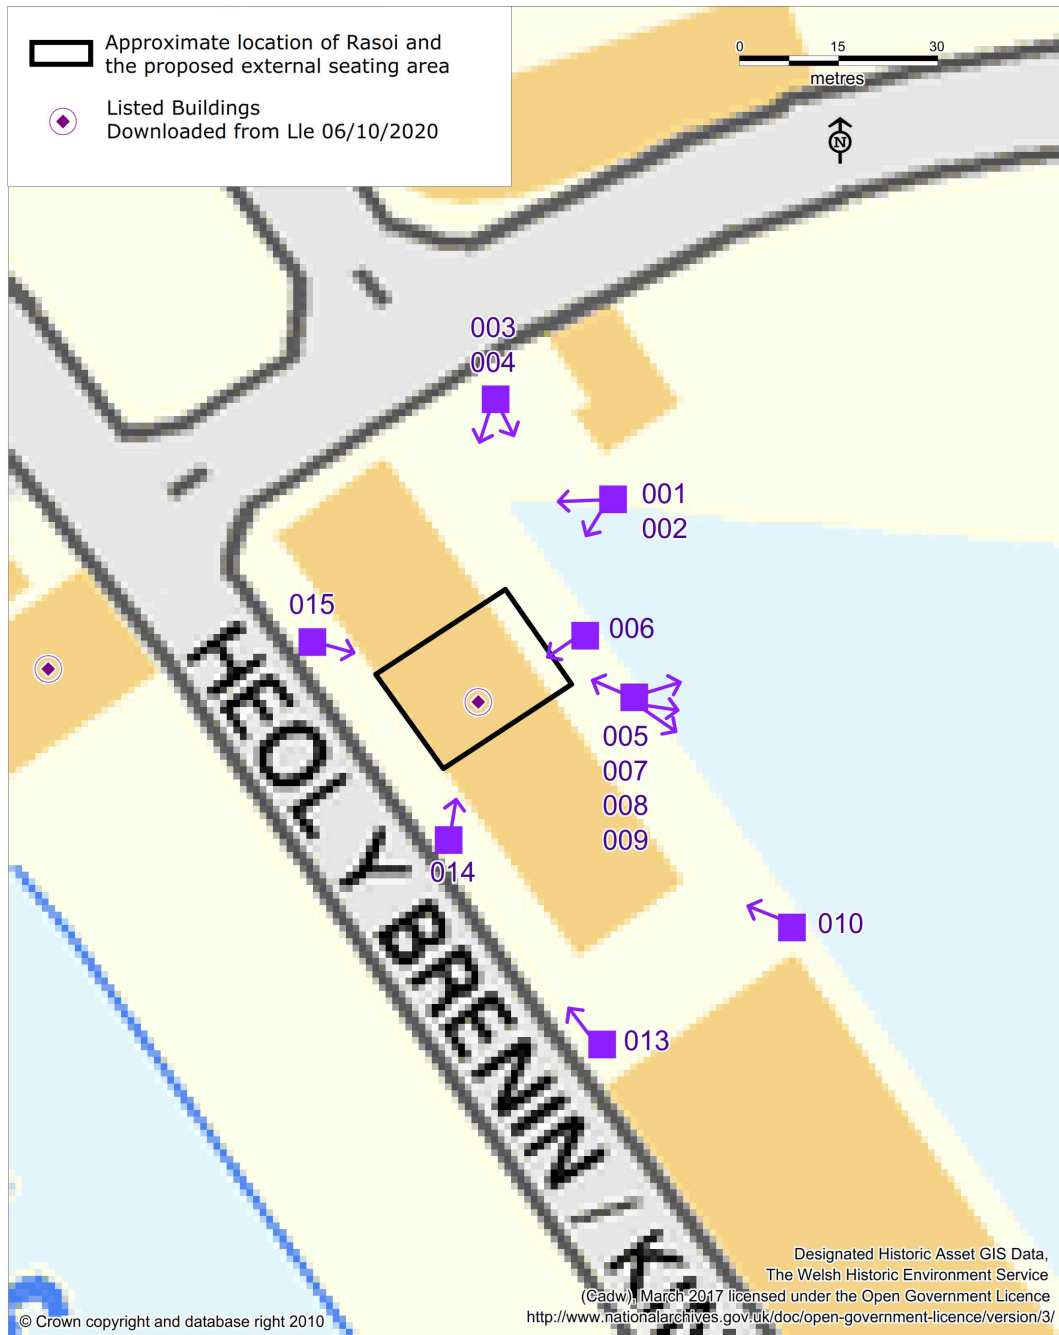 Approximate location of Rasoi and
the proposed external seating area
Listed Buildings
Downloaded from Lle 06/10/2020
0 15 30
metres
N
003
004
001
002
015
006
005
007
008
009
014
010
013
HEOL Y BRENIN / KIN
Designated Historic Asset GIS Data,
The Welsh Historic Environment Service
(Cadw), March 2017 licensed under the Open Government Licence
http://www.nationalarchives.gov.uk/doc/open-government-licence/version/3/
© Crown copyright and database right 2010